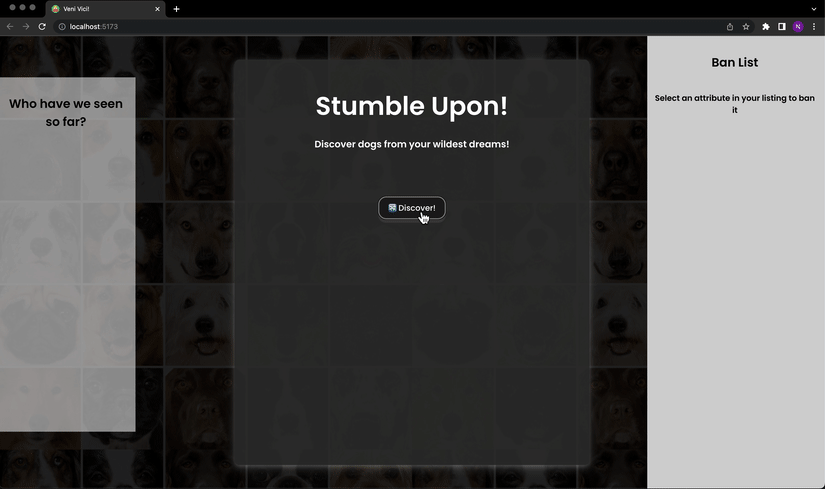 Veni Vici!
localhost:5173
N
Who have we seen
so far?
Stumble Upon!
Discover dogs from your wildest dreams!
Discover!
Ban List
Select an attribute in your listing to ban
it